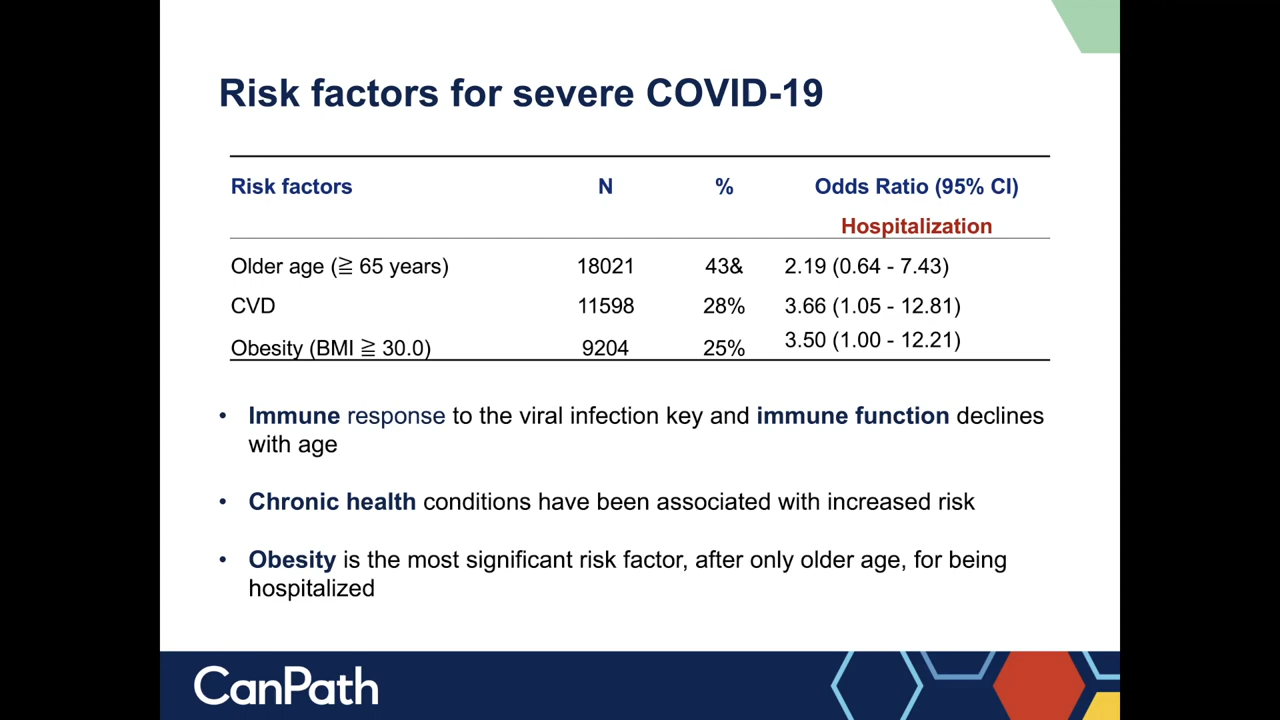 Risk factors for severe COVID-19
Risk factors N % Odds Ratio (95% CI)
Hospitalization
Older age (≧ 65 years) 18021 43& 2.19 (0.64 - 7.43)
CVD 11598 28% 3.66 (1.05 - 12.81)
Obesity (BMI ≧ 30.0) 9204 25% 3.50 (1.00 - 12.21)
• Immune response to the viral infection key and immune function declines
with age
• Chronic health conditions have been associated with increased risk
• Obesity is the most significant risk factor, after only older age, for being
hospitalized
CanPath